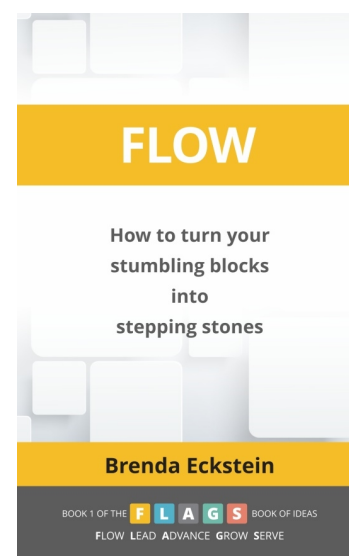 FLOW
How to turn your
stumbling blocks
into
stepping stones
Brenda Eckstein
BOOK 1 OF THE F L A G S BOOK OF IDEAS
FLOW LEAD ADVANCE GROW SERVE